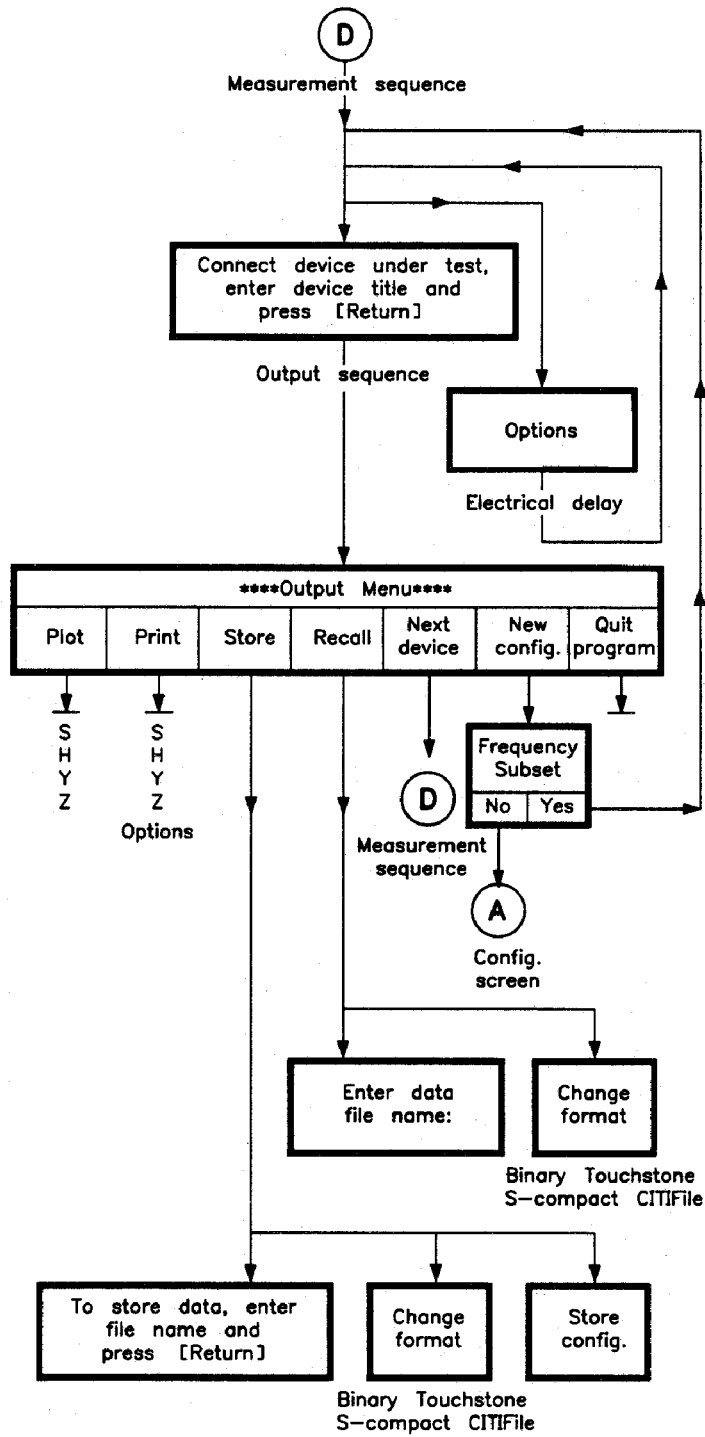 D
Measurement sequence
Connect device under test,
enter device title and
press [Return]
Output sequence
Options
Electrical delay
****Output Menu****
Plot
Print
Store
Recall
Next
device
New
config.
Quit
program
S
H
Y
Z
S
H
Y
Z
Options
D
Measurement
sequence
Frequency
Subset
No
Yes
A
Config.
screen
Enter data
file name:
Change
format
Binary Touchstone
S-compact CITIFile
To store data, enter
file name and
press [Return]
Change
format
Binary Touchstone
S-compact CITIFile
Store
config.